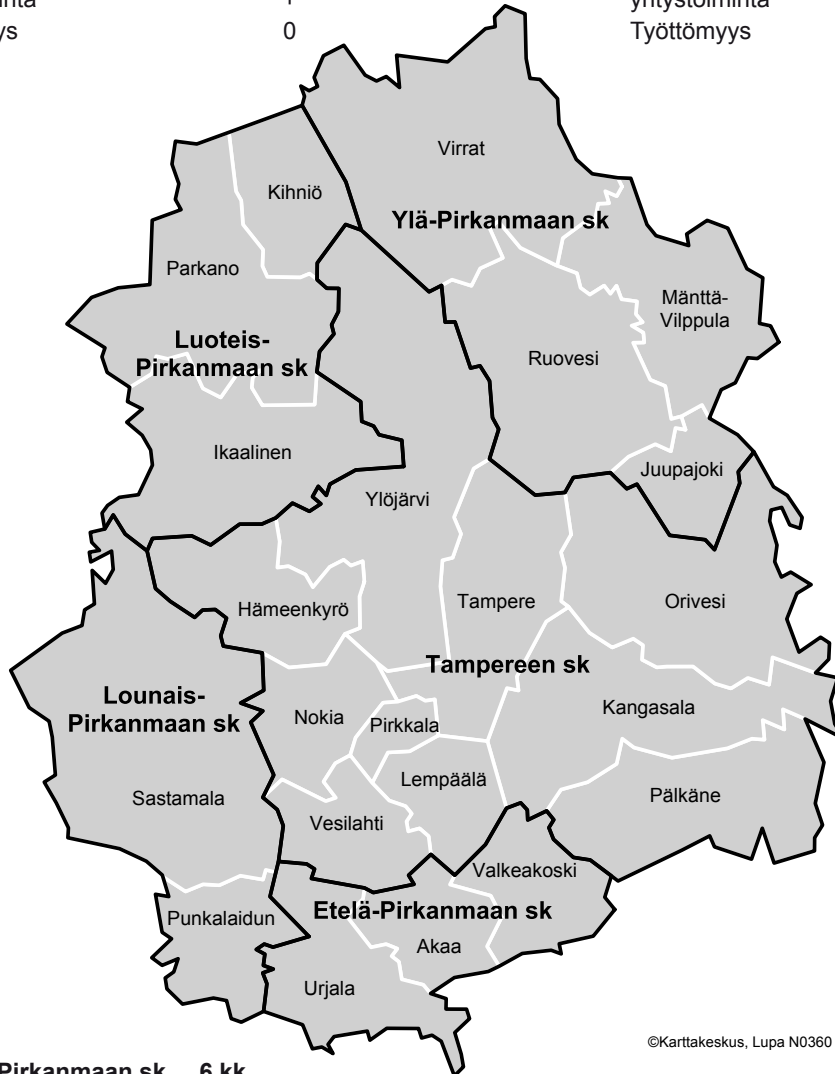 yritystoiminta
0
Työttömyys
Virrat
Kihniö
Ylä-Pirkanmaan sk
Parkano
Mänttä-
Vilppula
Luoteis-
Pirkanmaan sk
Ruovesi
Ikaalinen
Juupajoki
Ylöjärvi
Hämeenkyrö
Tampere
Orivesi
Tampereen sk
Lounais-
Pirkanmaan sk
Nokia
Pirkkala
Kangasala
Lempäälä
Sastamala
Vesilahti
Pälkäne
Valkeakoski
Punkalaidun
Etelä-Pirkanmaan sk
Akaa
Urjala
©Karttakeskus, Lupa N0360
Pirkanmaan sk 6 kk